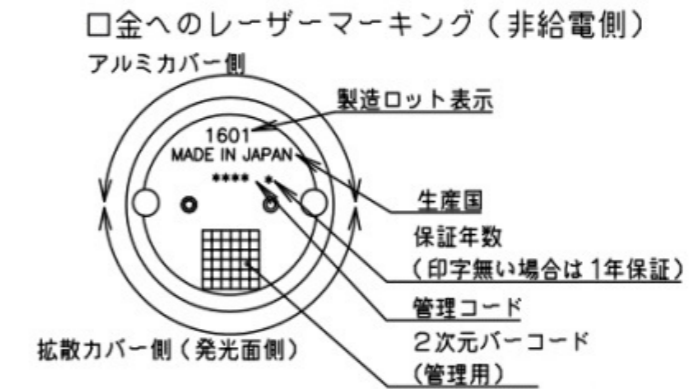 口金へのレーザーマーキング（非給電側）
アルミカバー側
製造ロット表示
1601
MADE IN JAPAN
**** *
生産国
保証年数
（印字無い場合は1年保証）
管理コード
2次元バーコード
（管理用）
拡散カバー側（発光面側）